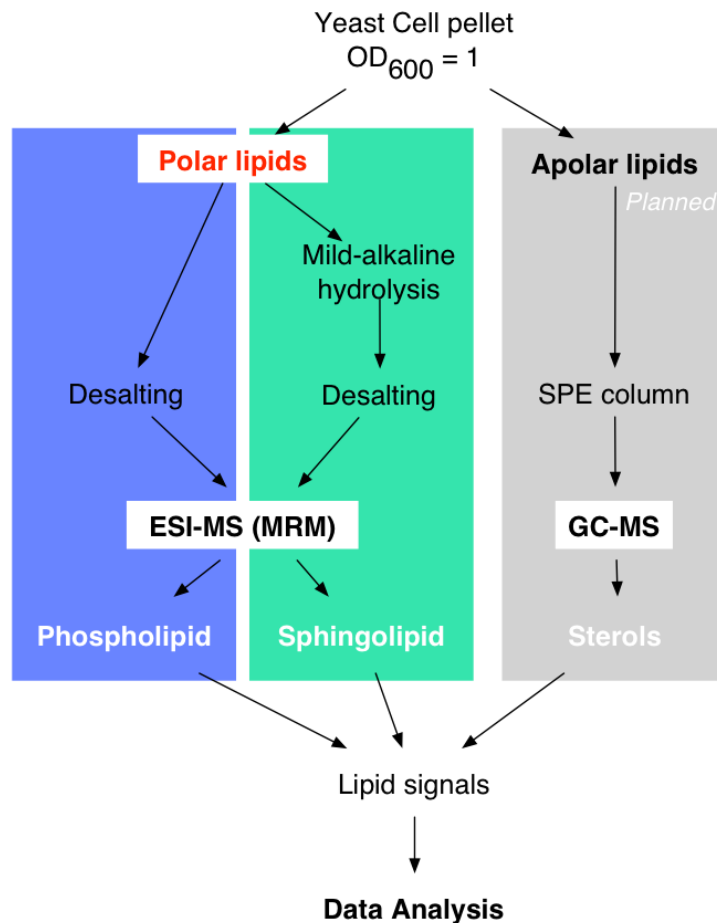 Yeast Cell pellet
OD600 = 1
Polar lipids
Apolar lipids
Planned
Mild-alkaline
hydrolysis
Desalting
Desalting
SPE column
ESI-MS (MRM)
GC-MS
Phospholipid
Sphingolipid
Sterols
Lipid signals
Data Analysis